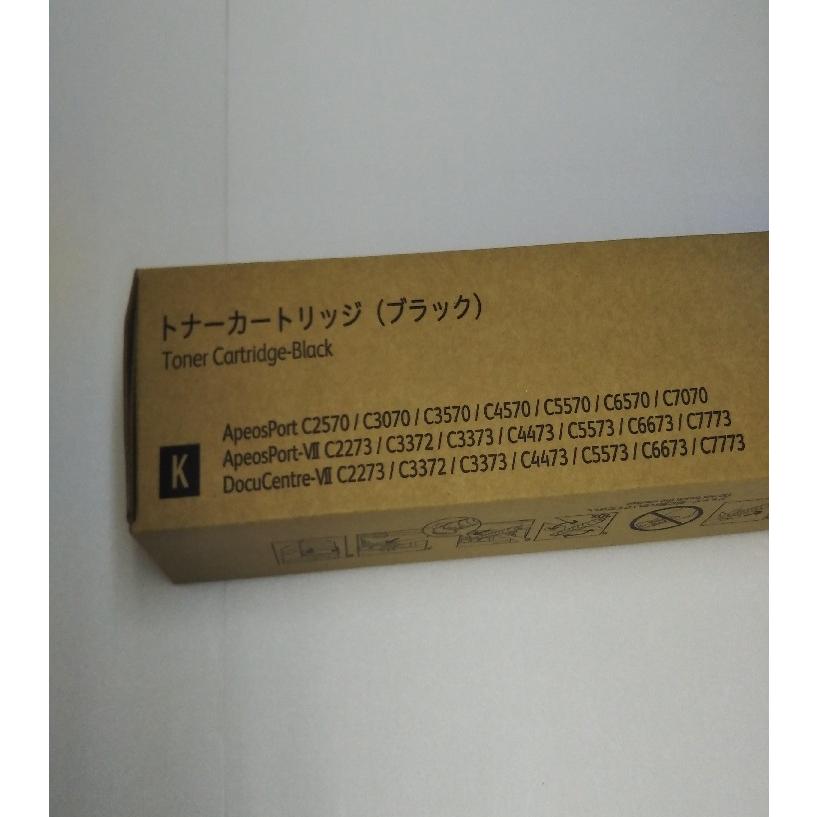 トナーカートリッジ（ブラック）
Toner Cartridge-Black
K
ApeosPort C2570 / C3070 / C3570 / C4570 / C5570 / C6570 / C7070
ApeosPort-Ⅶ C2273 / C3372 / C3373 / C4473 / C5573 / C6673 / C7773
DocuCentre-Ⅶ C2273 / C3372 / C3373 / C4473 / C5573 / C6673 / C7773